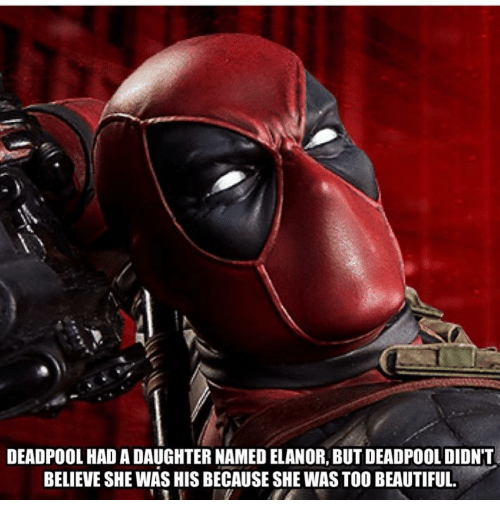 DEADPOOL HAD A DAUGHTER NAMED ELANOR, BUT DEADPOOL DIDN'T
BELIEVE SHE WAS HIS BECAUSE SHE WAS TOO BEAUTIFUL.